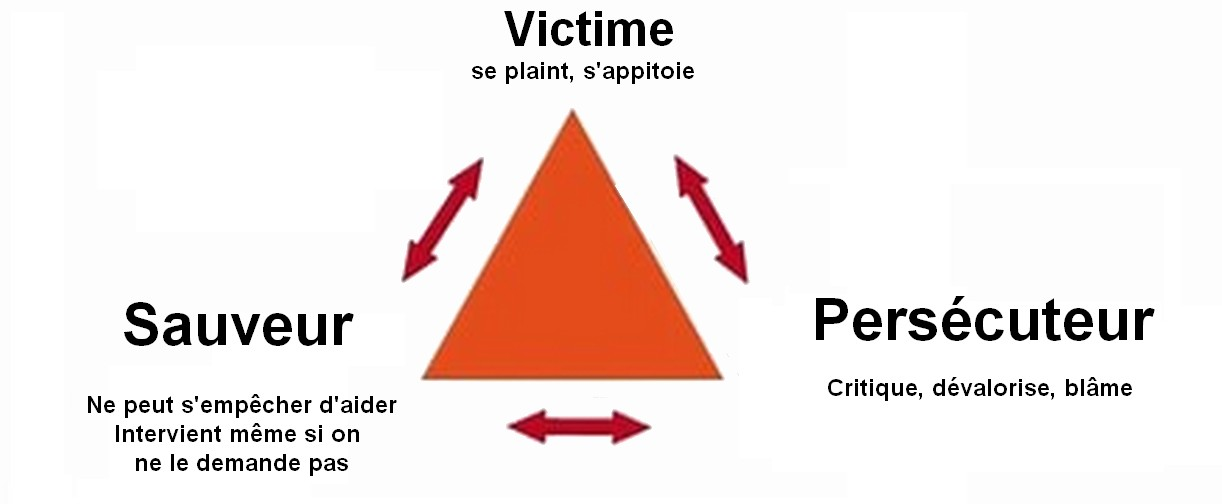 Victime
se plaint, s'appitoie
Sauveur
Ne peut s'empêcher d'aider
Intervient même si on
ne le demande pas
Persécuteur
Critique, dévalorise, blâme